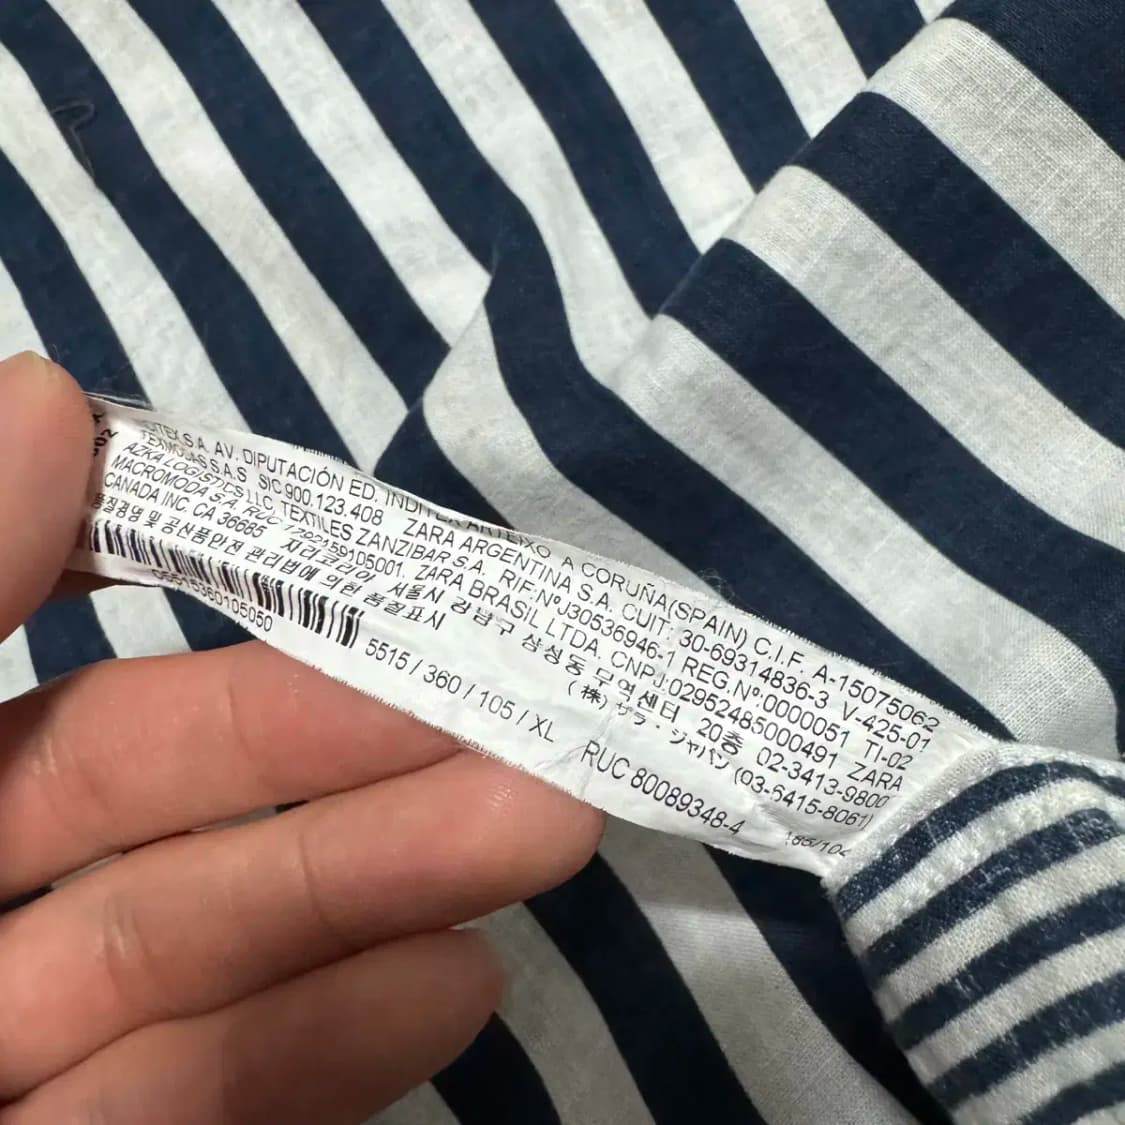 AV. DIPUTACIÓN ED. INDITEX ARTEIXO. A CORUÑA(SPAIN) C.I.F. A-15075062
S.A.S SIC 900.123.408 ZARA ARGENTINA S.A. CUIT: 30-69314836-3 V-425-01
AZKA LOGISTICS LLC, TEXTILES ZANZIBAR S.A. RIF:Nº J30536946-1 REG.Nº:0000051 TI-02
MACROMODA S.A. RUC 1792159105001. ZARA BRASIL LTDA. CNPJ:02952485000491 ZARA
CANADA INC CA 36685 자라코리아 서울시 강남구 삼성동 무역센터 20층 02-3413-9800
품질경영 및 공산품안전 관리법에 의한 품질표시 (株)ザラ・ジャパン (03-6415-8061)
05515360105050
5515 / 360 / 105 / XL RUC 80089348-4